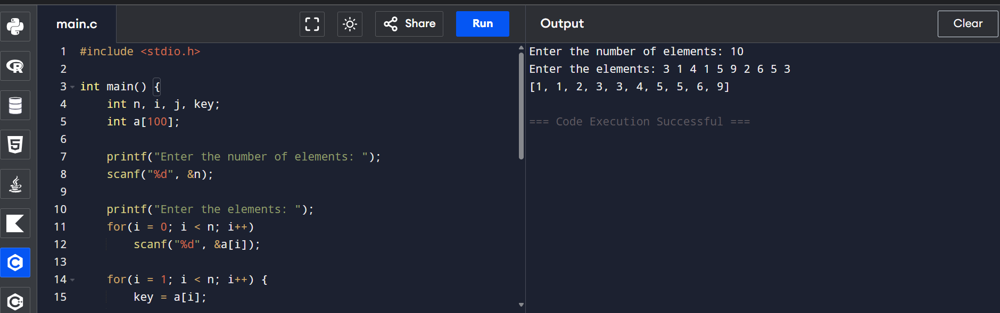 main.c
Share
Run
Output
Clear
1 #include <stdio.h>
2
3 int main() {
4     int n, i, j, key;
5     int a[100];
6
7     printf("Enter the number of elements: ");
8     scanf("%d", &n);
9
10     printf("Enter the elements: ");
11     for(i = 0; i < n; i++)
12         scanf("%d", &a[i]);
13
14     for(i = 1; i < n; i++) {
15         key = a[i];
Enter the number of elements: 10
Enter the elements: 3 1 4 1 5 9 2 6 5 3
[1, 1, 2, 3, 3, 4, 5, 5, 6, 9]
=== Code Execution Successful ===